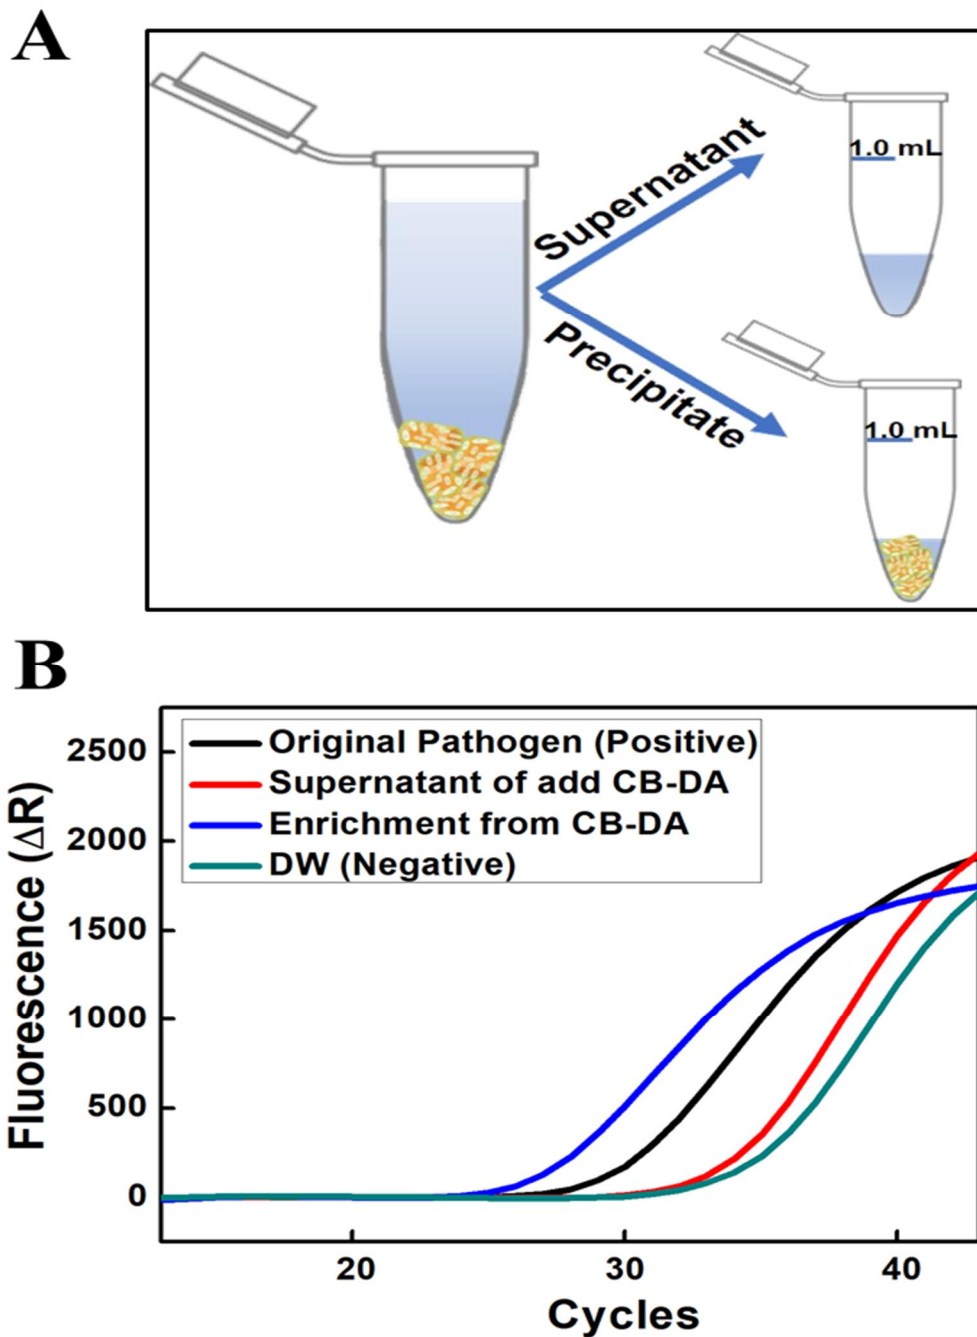 A
Supernatant
1.0 mL
Precipitate
1.0 mL
B
Fluorescence (ΔR)
2500
2000
1500
1000
500
0
Original Pathogen (Positive)
Supernatant of add CB-DA
Enrichment from CB-DA
DW (Negative)
20
30
40
Cycles